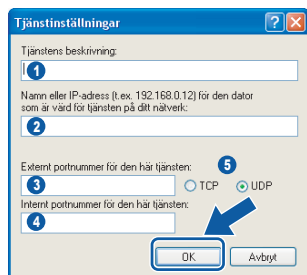 Tjänstinställningar
Tjänstens beskrivning:
1
Namn eller IP-adress (t.ex. 192.168.0.12) för den dator
som är värd för tjänsten på ditt nätverk:
2
Externt portnummer för den här tjänsten:
5
3
TCP
UDP
Internt portnummer för den här tjänsten:
4
OK
Avbryt